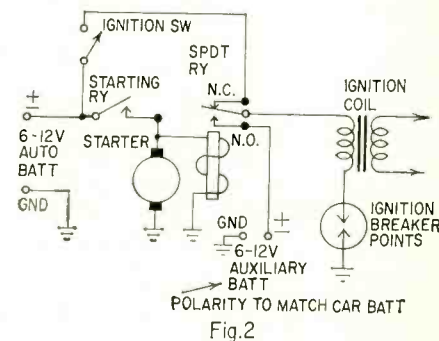 IGNITION SW
SPDT
RY
STARTING
RY
N.C.
IGNITION
COIL
±
6-12V
AUTO
BATT
STARTER
N.O.
GND
GND
±
6-12V
AUXILIARY
BATT
IGNITION
BREAKER
POINTS
POLARITY TO MATCH CAR BATT
Fig.2